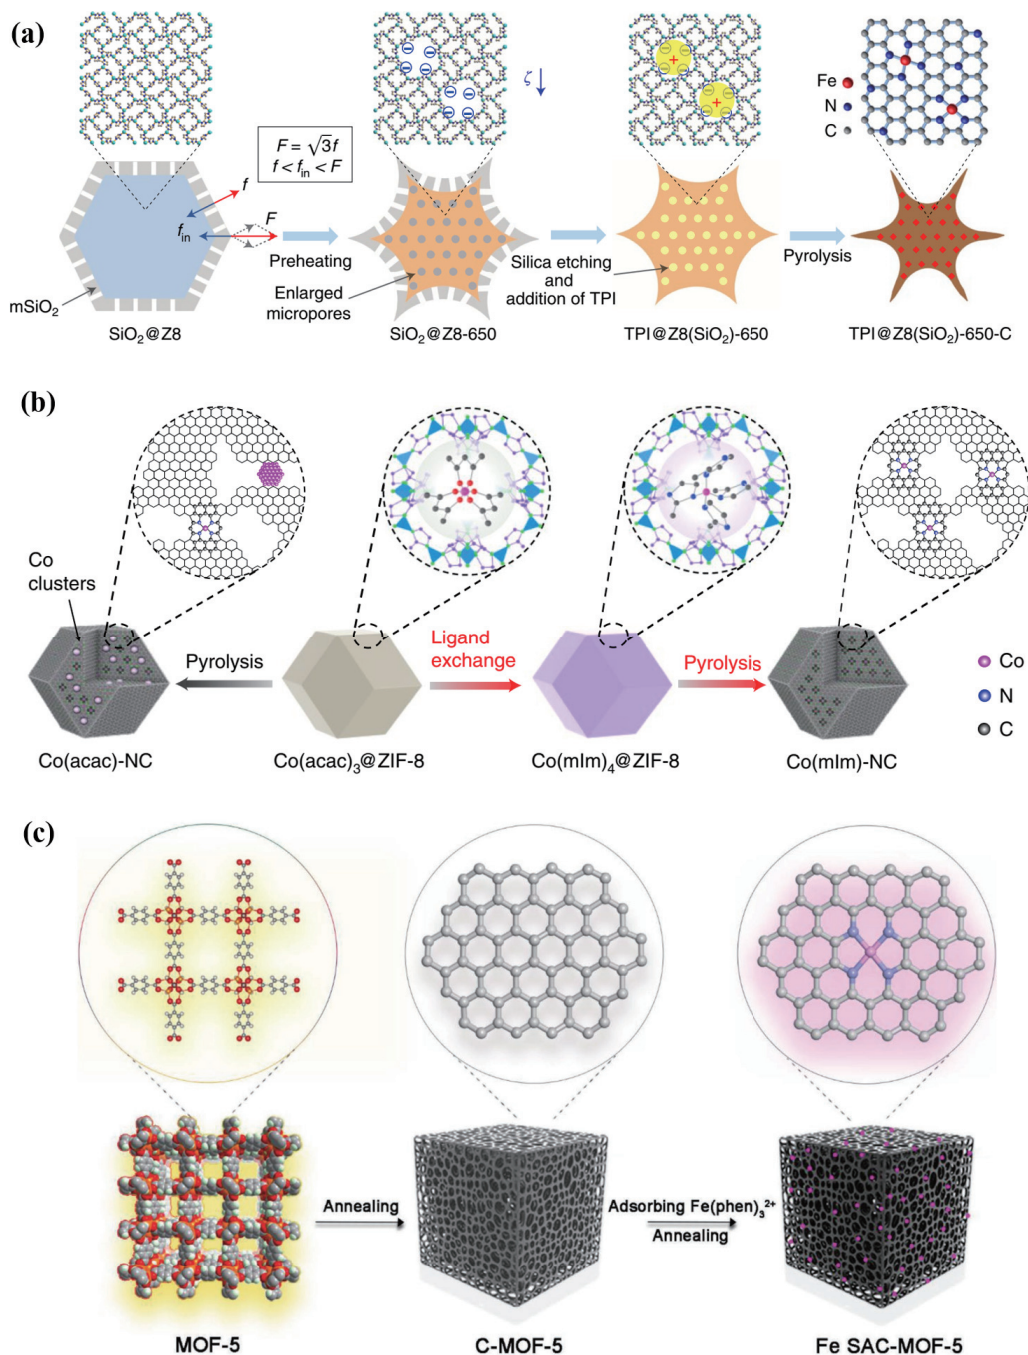 (a)
F = √3f
f < f_in < F
f
F
f_in
mSiO₂
SiO₂@Z8
Preheating
Enlarged
micropores
ζ
SiO₂@Z8-650
Silica etching
and
addition of TPI
+
+
TPI@Z8(SiO₂)-650
Pyrolysis
Fe
N
C
TPI@Z8(SiO₂)-650-C
(b)
Co
clusters
Pyrolysis
Ligand
exchange
Pyrolysis
Co
N
C
Co(acac)-NC
Co(acac)₃@ZIF-8
Co(mIm)₄@ZIF-8
Co(mIm)-NC
(c)
Annealing
Adsorbing Fe(phen)₃²⁺
Annealing
MOF-5
C-MOF-5
Fe SAC-MOF-5